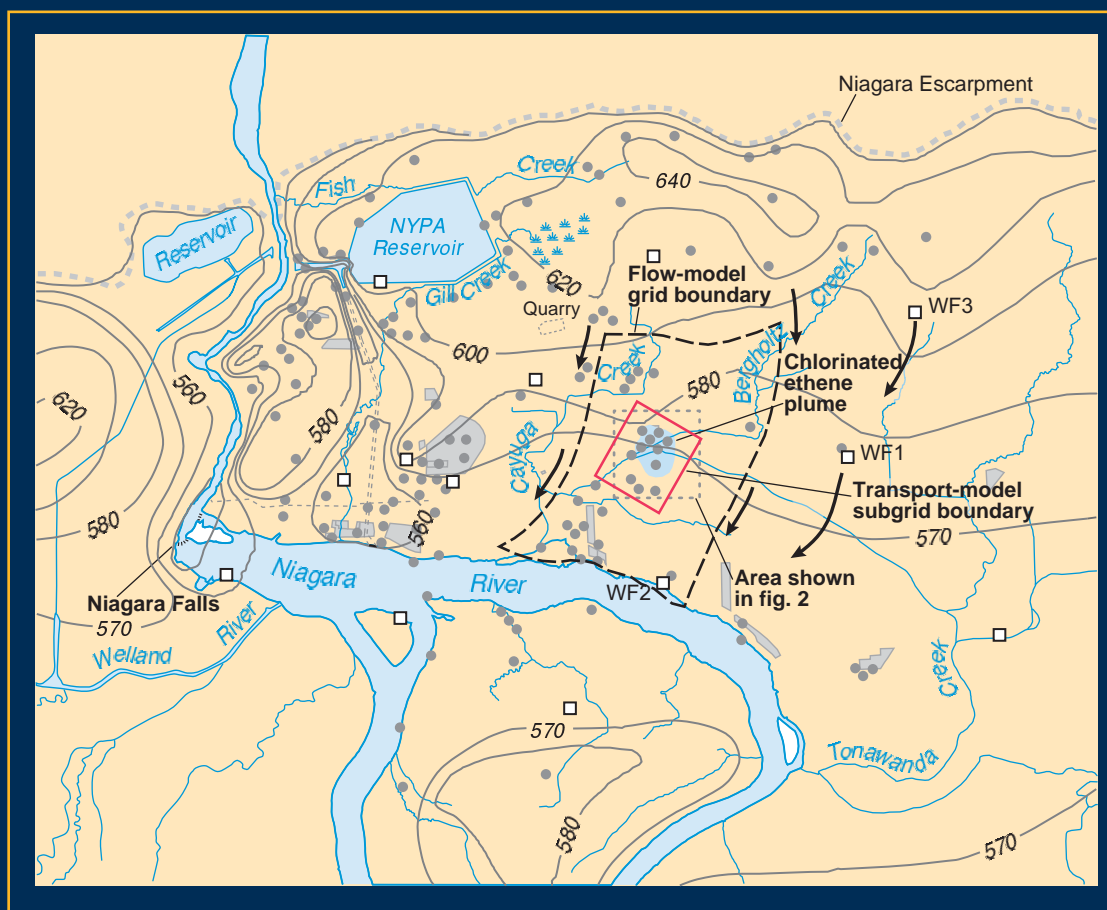 Niagara Escarpment
Creek
Fish
640
NYPA
Reservoir
Reservoir
Gill Creek
620
Flow-model
grid boundary
Creek
WF3
Quarry
600
Creek
560
580
Bergholtz
Chlorinated
ethene
plume
620
580
Cayuga
WF1
Transport-model
subgrid boundary
580
560
570
Niagara
River
WF2
Area shown
in fig. 2
Niagara Falls
570
River
Welland
Creek
570
Tonawanda
580
570